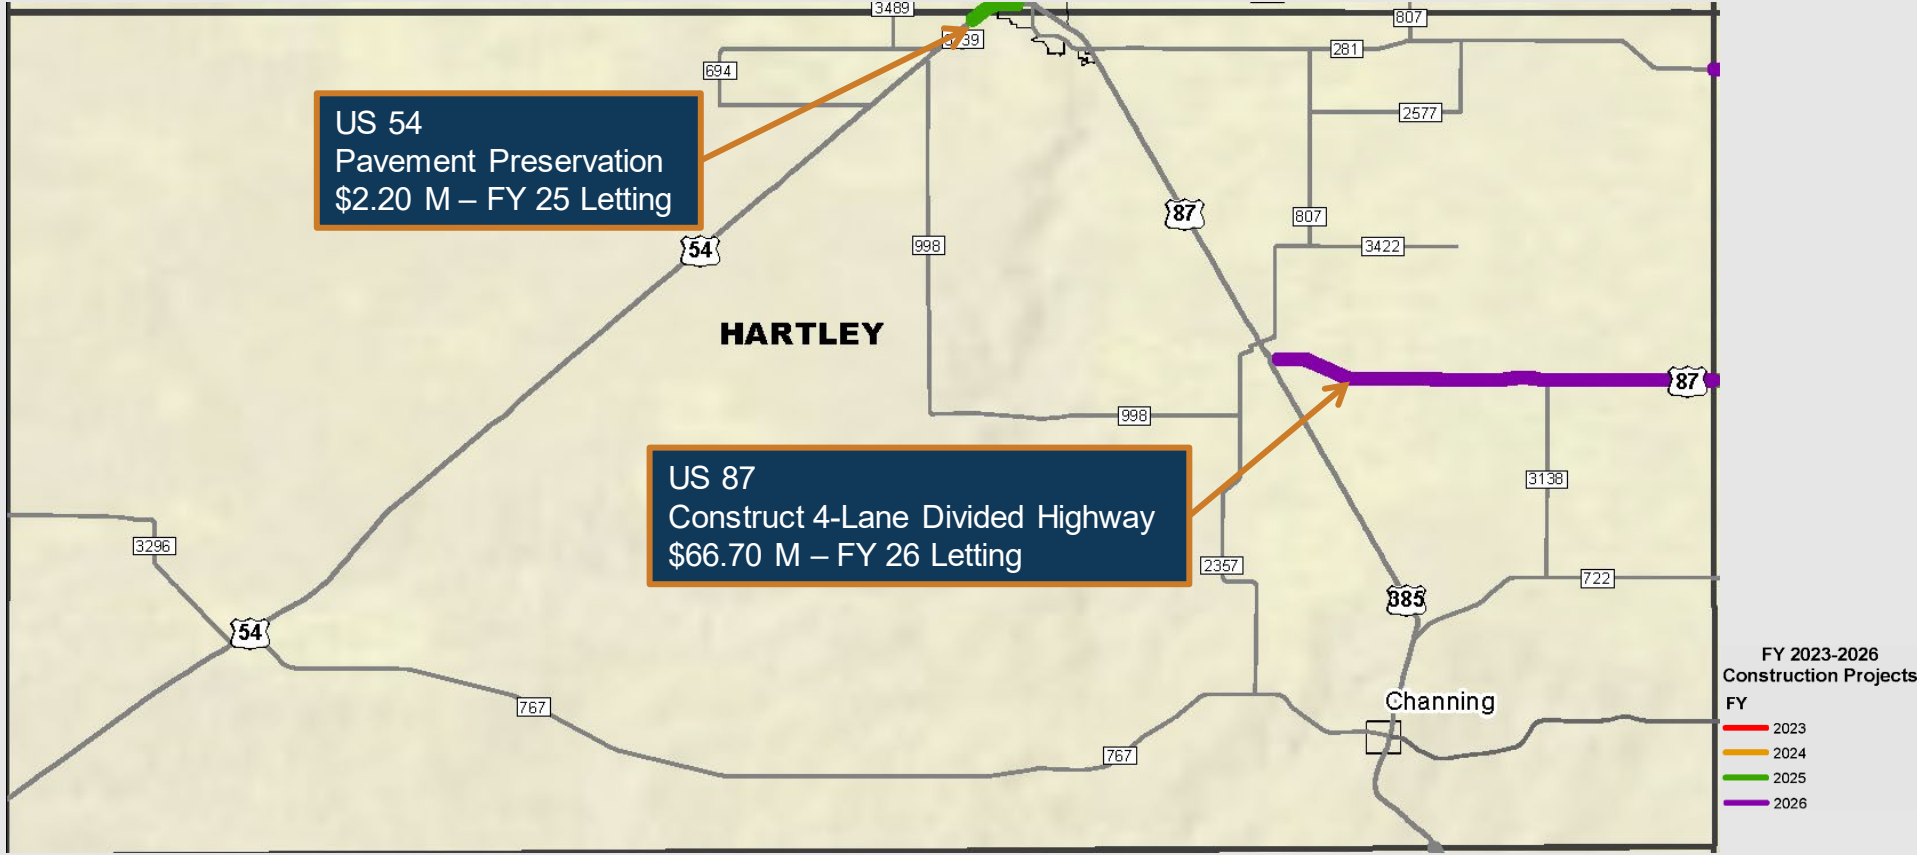 3489
807
281
694
2577
US 54
Pavement Preservation
$2.20 M – FY 25 Letting
87
807
54
998
3422
HARTLEY
87
998
US 87
Construct 4-Lane Divided Highway
$66.70 M – FY 26 Letting
3138
3296
2357
722
385
54
FY 2023-2026
Construction Projects
FY
2023
2024
2025
2026
Channing
767
767